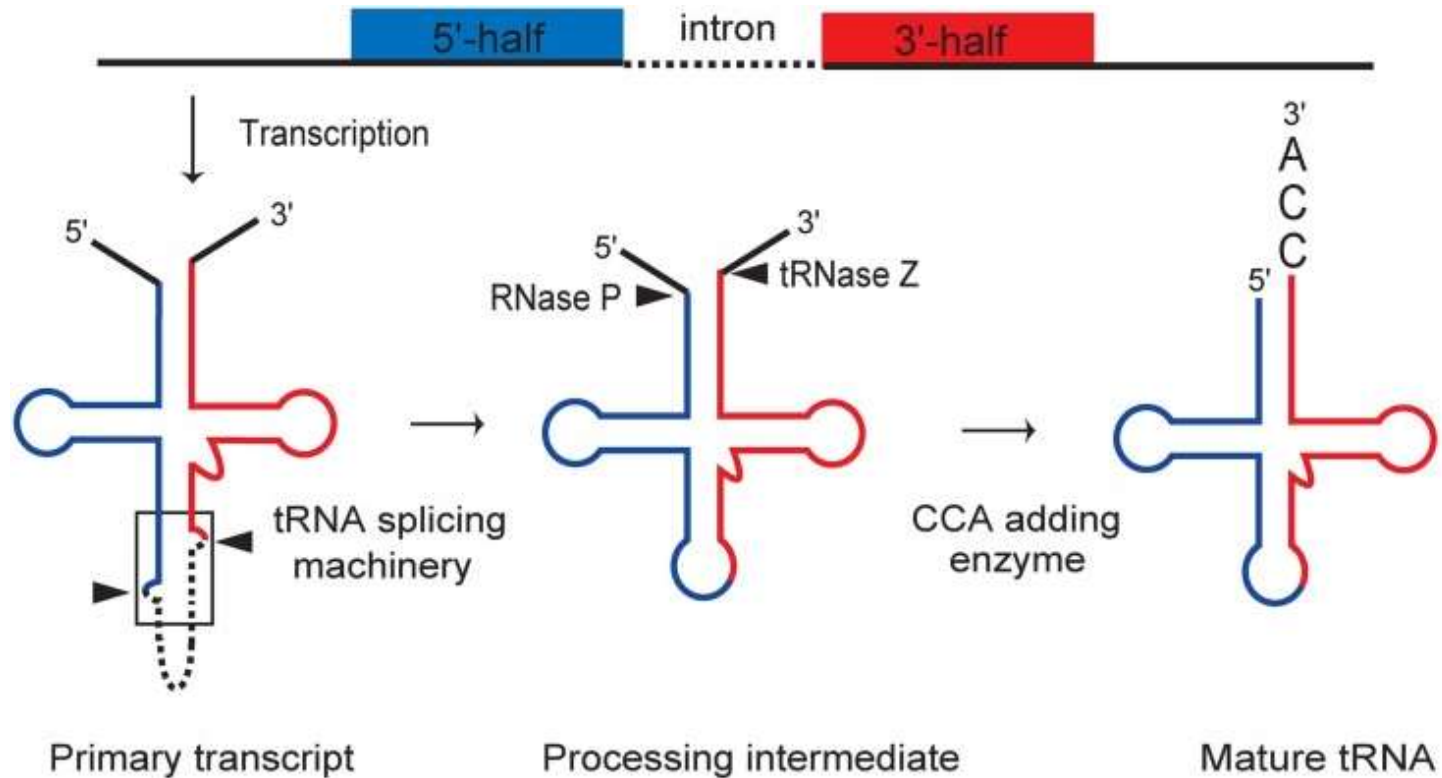 5'-half
intron
3'-half
Transcription
3'
A
C
C
5'
5'
3'
5'
3'
RNase P
tRNase Z
tRNA splicing
machinery
CCA adding
enzyme
Primary transcript
Processing intermediate
Mature tRNA